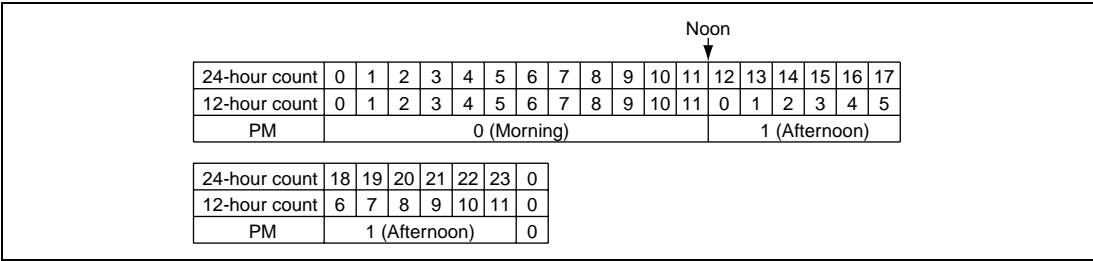 Noon
24-hour count 0 1 2 3 4 5 6 7 8 9 10 11 12 13 14 15 16 17
12-hour count 0 1 2 3 4 5 6 7 8 9 10 11 0 1 2 3 4 5
PM 0 (Morning) 1 (Afternoon)
24-hour count 18 19 20 21 22 23 0
12-hour count 6 7 8 9 10 11 0
PM 1 (Afternoon) 0